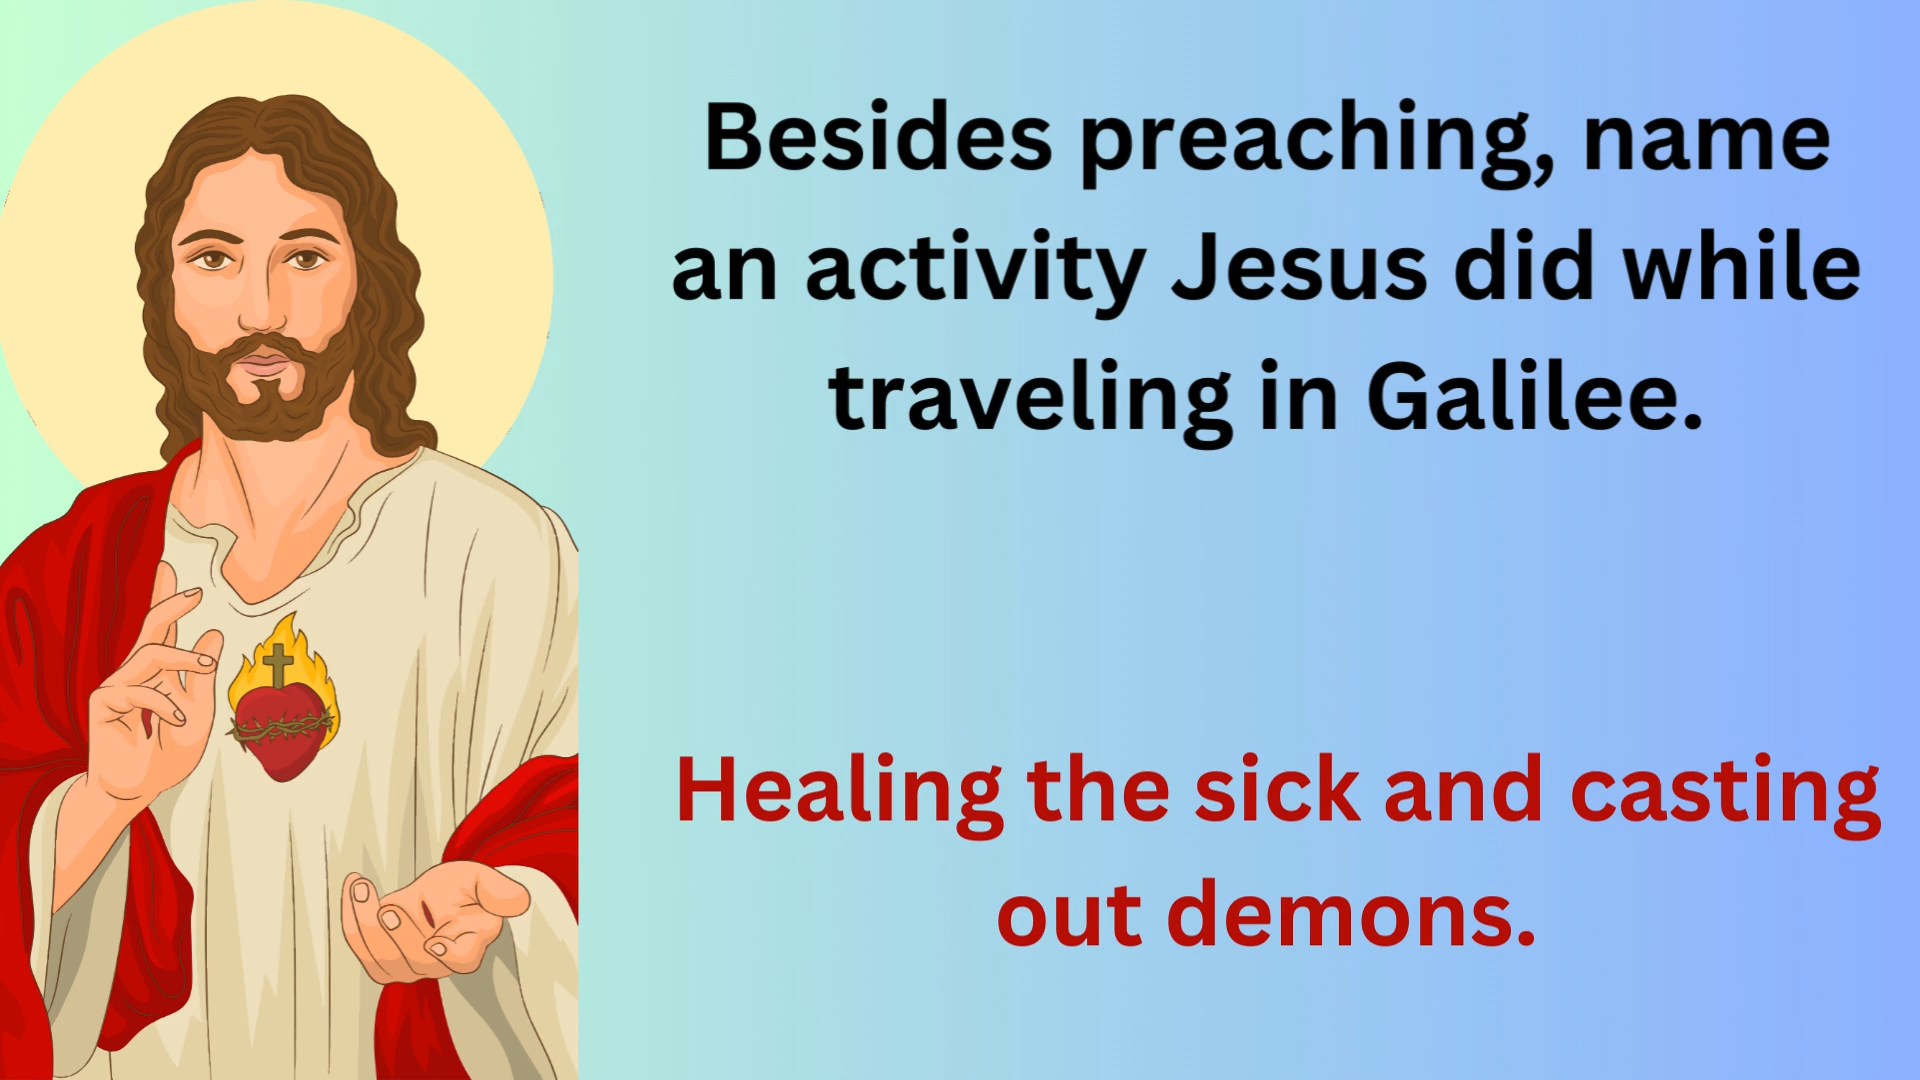 Besides preaching, name
an activity Jesus did while
traveling in Galilee.
Healing the sick and casting
out demons.